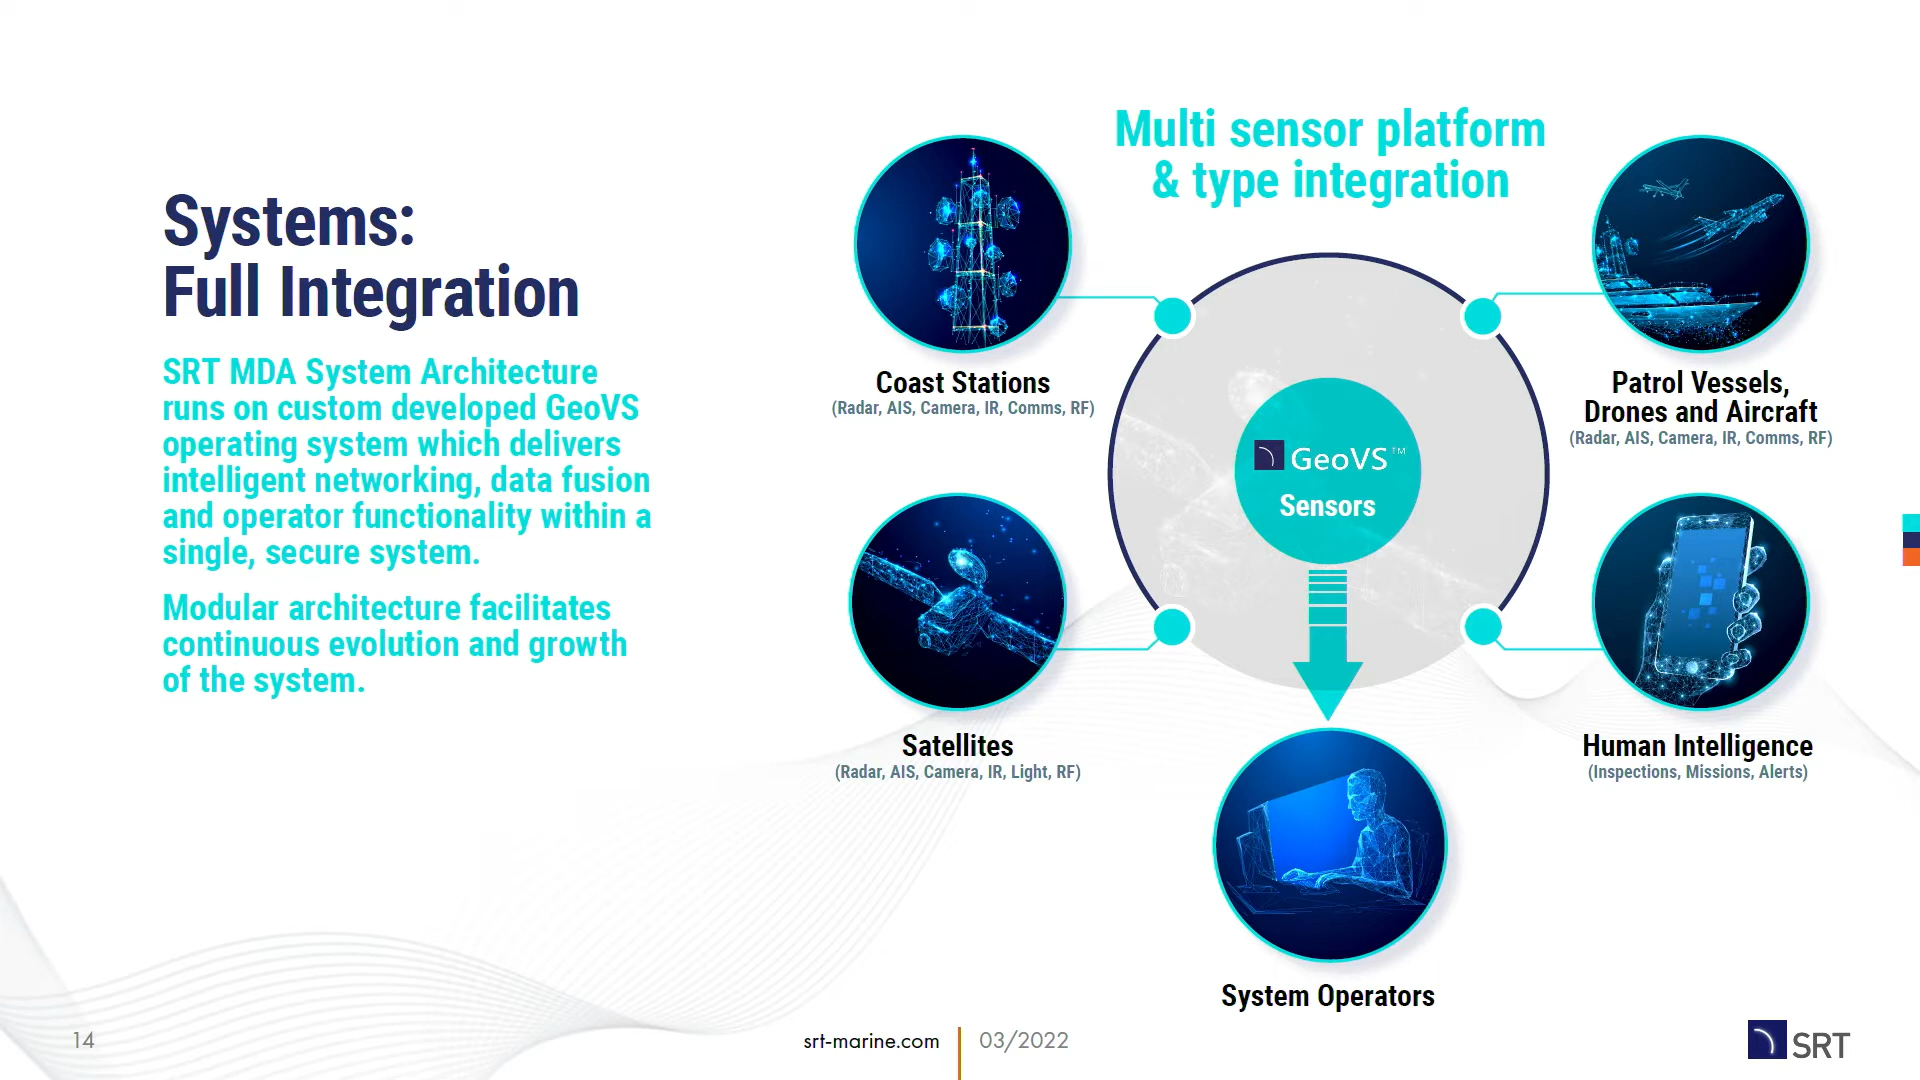 Systems:
Full Integration
SRT MDA System Architecture
runs on custom developed GeoVS
operating system which delivers
intelligent networking, data fusion
and operator functionality within a
single, secure system.
Modular architecture facilitates
continuous evolution and growth
of the system.
Multi sensor platform
& type integration
Coast Stations
(Radar, AIS, Camera, IR, Comms, RF)
Patrol Vessels,
Drones and Aircraft
(Radar, AIS, Camera, IR, Comms, RF)
GeoVS™
Sensors
Satellites
(Radar, AIS, Camera, IR, Light, RF)
Human Intelligence
(Inspections, Missions, Alerts)
System Operators
14
srt-marine.com
03/2022
SRT